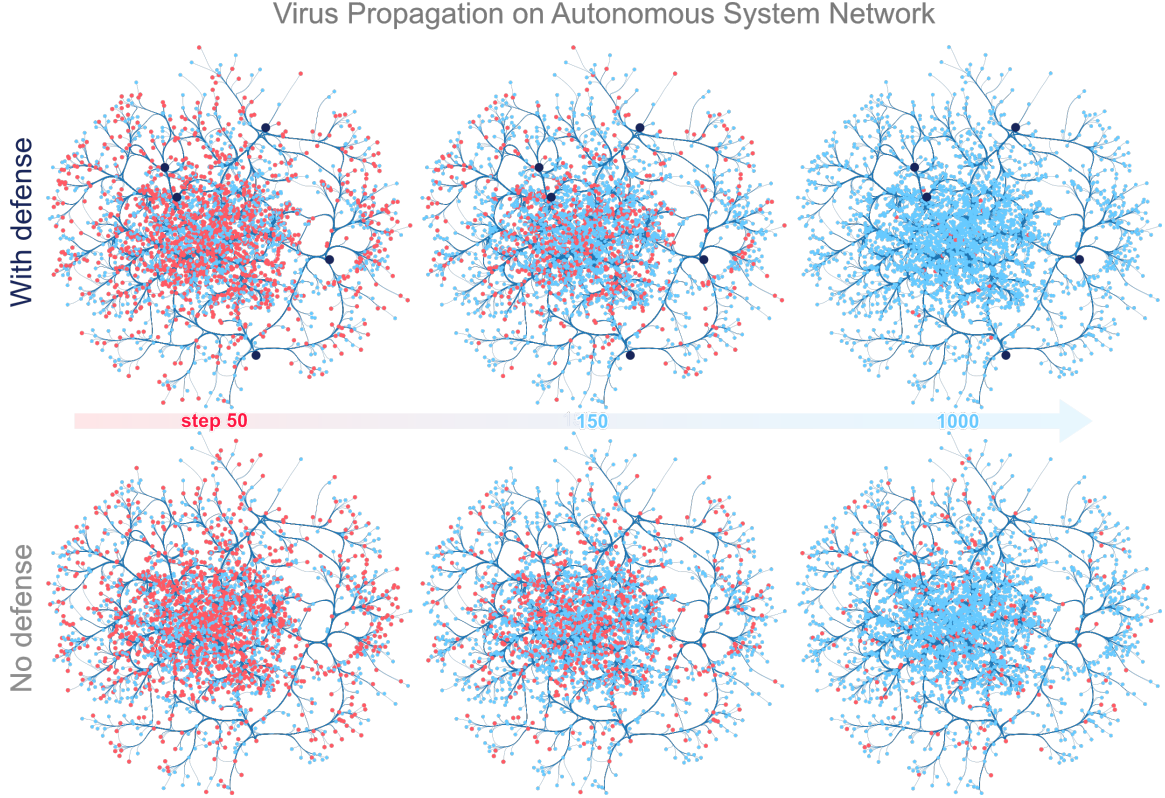 Virus Propagation on Autonomous System Network
With defense
step 50
150
1000
No defense